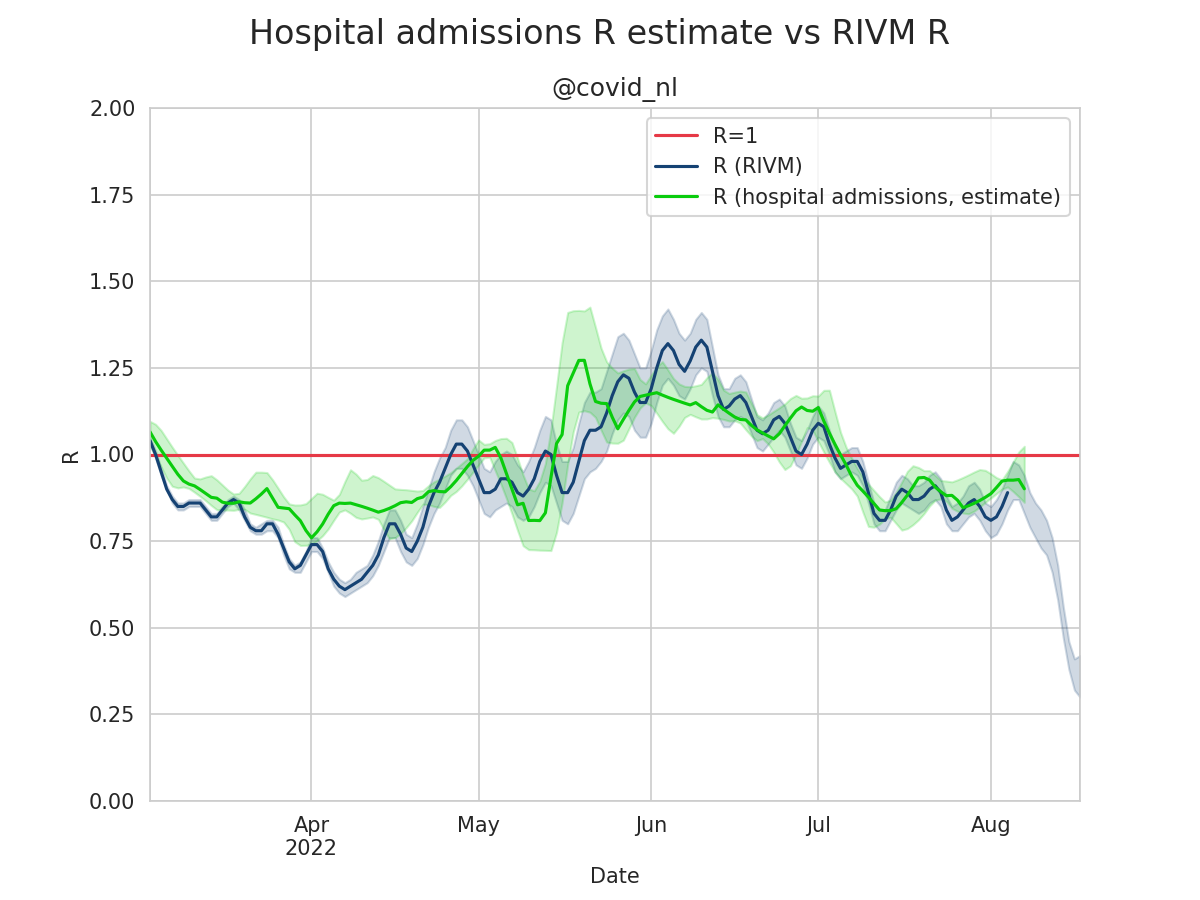 Hospital admissions R estimate vs RIVM R
@covid_nl
R=1
R (RIVM)
R (hospital admissions, estimate)
2.00
1.75
1.50
1.25
1.00
0.75
0.50
0.25
0.00
R
Apr
2022
May
Jun
Jul
Aug
Date